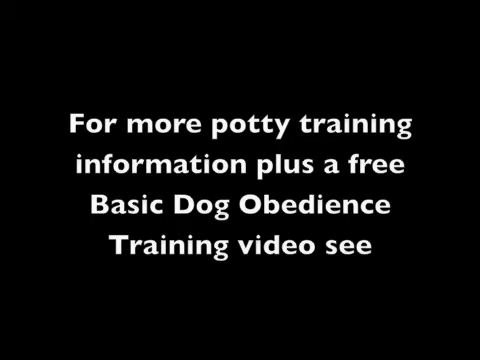 For more potty training
information plus a free
Basic Dog Obedience
Training video see